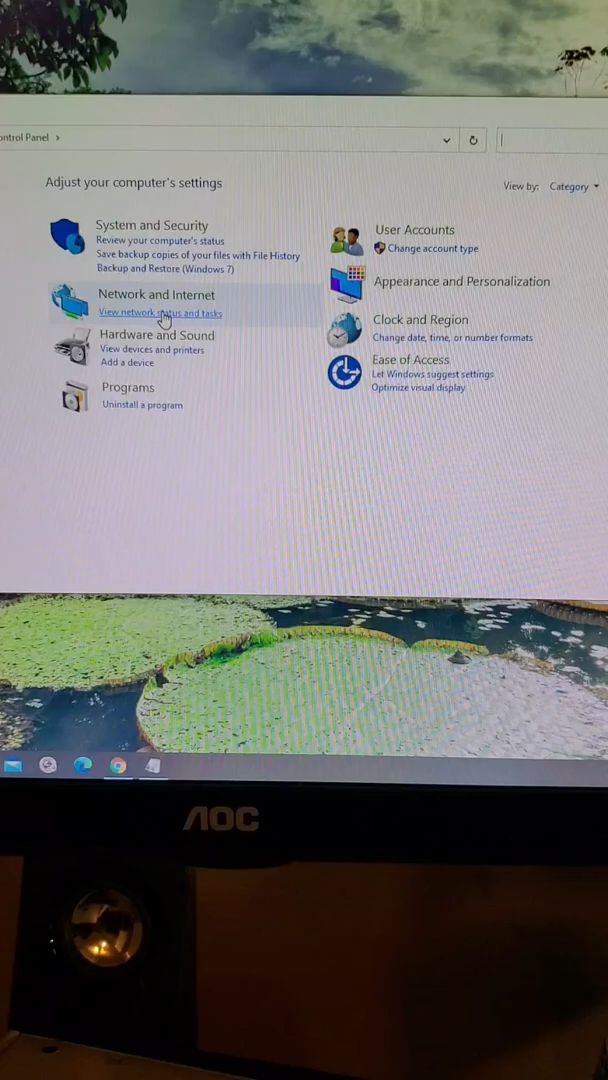 ontrol Panel >
Adjust your computer's settings
View by: Category
System and Security
Review your computer's status
Save backup copies of your files with File History
Backup and Restore (Windows 7)
Network and Internet
View network status and tasks
Hardware and Sound
View devices and printers
Add a device
Programs
Uninstall a program
User Accounts
Change account type
Appearance and Personalization
Clock and Region
Change date, time, or number formats
Ease of Access
Let Windows suggest settings
Optimize visual display
AOC